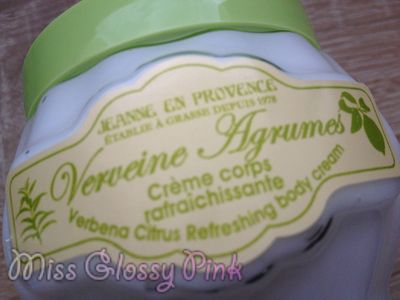 JEANNE EN PROVENCE
ÉTABLIE À GRASSE DEPUIS 1978
Verveine Agrumes
Crème corps
rafraîchissante
Verbena Citrus Refreshing body cream
Miss Glossy Pink